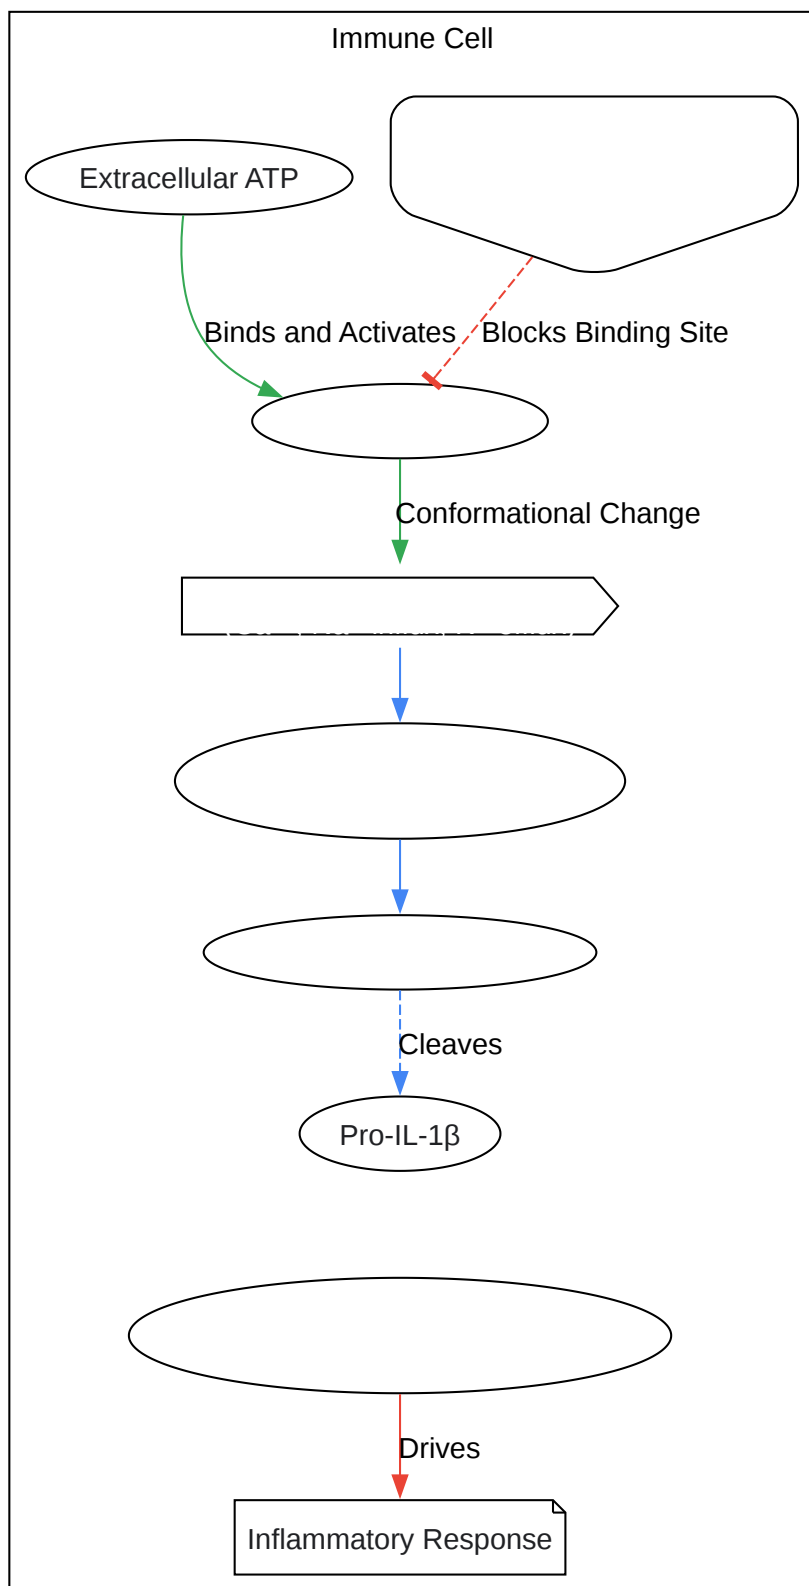 Immune Cell
Extracellular ATP
Binds and Activates
Blocks Binding Site
Conformational Change
Cleaves
Pro-IL-1β
Drives
Inflammatory Response